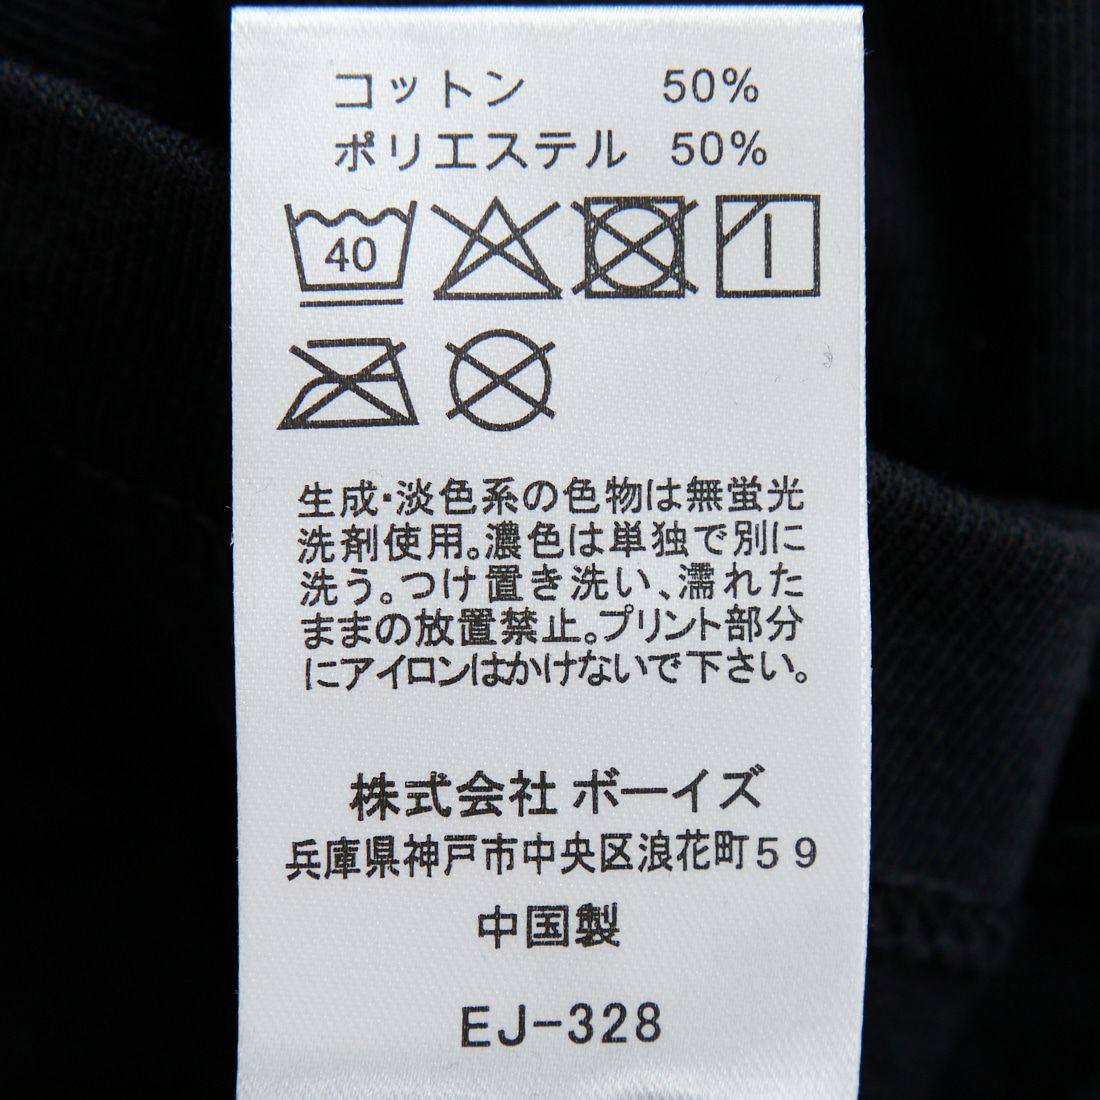 コットン 50%
ポリエステル 50%
40
生成・淡色系の色物は無蛍光
洗剤使用。濃色は単独で別に
洗う。つけ置き洗い、濡れた
ままの放置禁止。プリント部分
にアイロンはかけないで下さい。
株式会社 ボーイズ
兵庫県神戸市中央区浪花町59
中国製
EJ-328